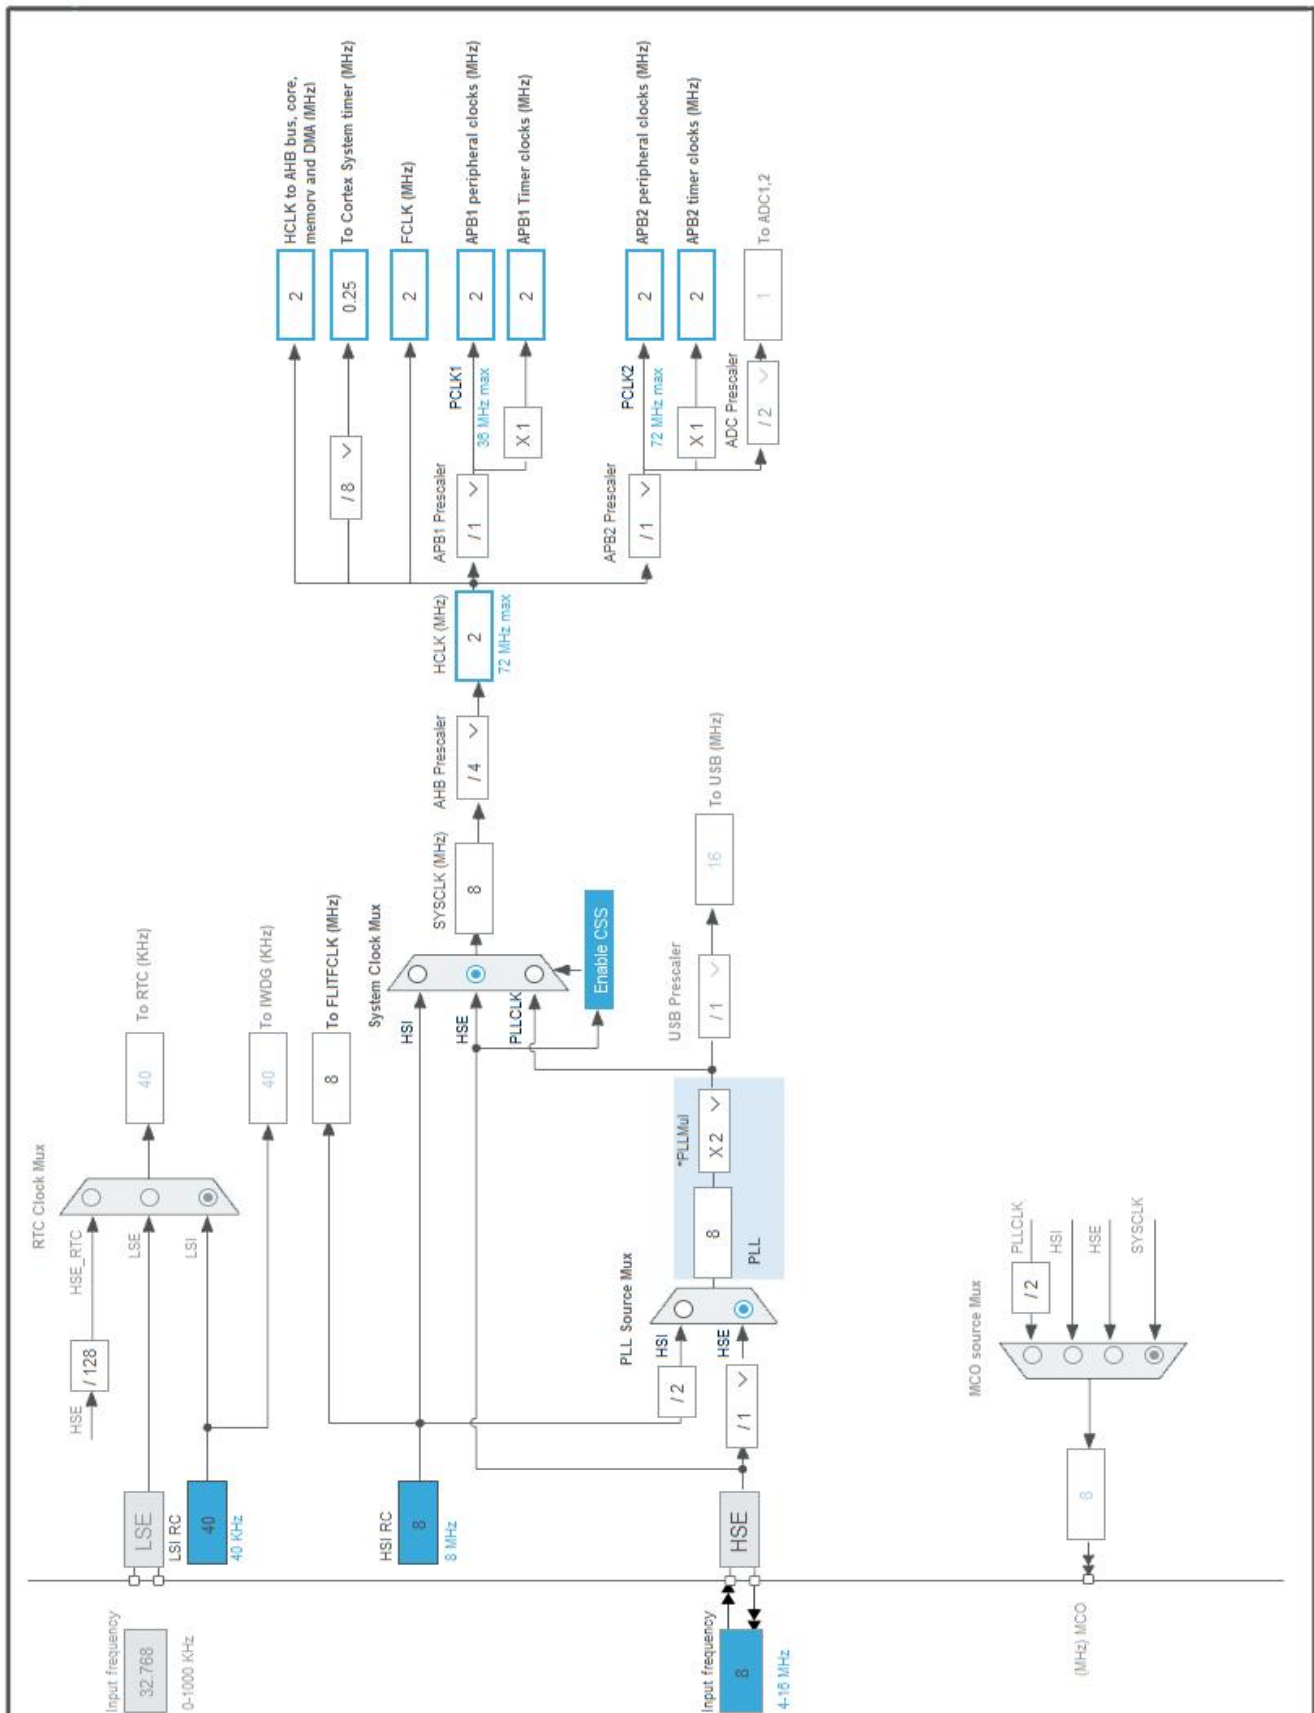 Input frequency
32.768
0-1000 KHz
LSE
LSI RC
40
40 KHz
HSE
/ 128
HSE_RTC
LSE
LSI
RTC Clock Mux
40
To RTC (KHz)
40
To IWDG (KHz)
8
To FLITFCLK (MHz)
HSI RC
8
8 MHz
System Clock Mux
HSI
HSE
PLLCLK
Enable CSS
SYSCLK (MHz)
8
AHB Prescaler
/ 4
HCLK (MHz)
2
72 MHz max
/ 8
2
HCLK to AHB bus, core,
memory and DMA (MHz)
0.25
To Cortex System timer (MHz)
2
FCLK (MHz)
APB1 Prescaler
/ 1
PCLK1
36 MHz max
2
APB1 peripheral clocks (MHz)
X 1
2
APB1 Timer clocks (MHz)
APB2 Prescaler
/ 1
PCLK2
72 MHz max
2
APB2 peripheral clocks (MHz)
X 1
2
APB2 timer clocks (MHz)
ADC Prescaler
/ 2
1
To ADC1,2
Input frequency
8
4-16 MHz
HSE
/ 2
/ 1
PLL Source Mux
HSI
HSE
8
PLL
*PLLMul
X 2
USB Prescaler
/ 1
16
To USB (MHz)
(MHz) MCO
8
MCO source Mux
/ 2
PLLCLK
HSI
HSE
SYSCLK